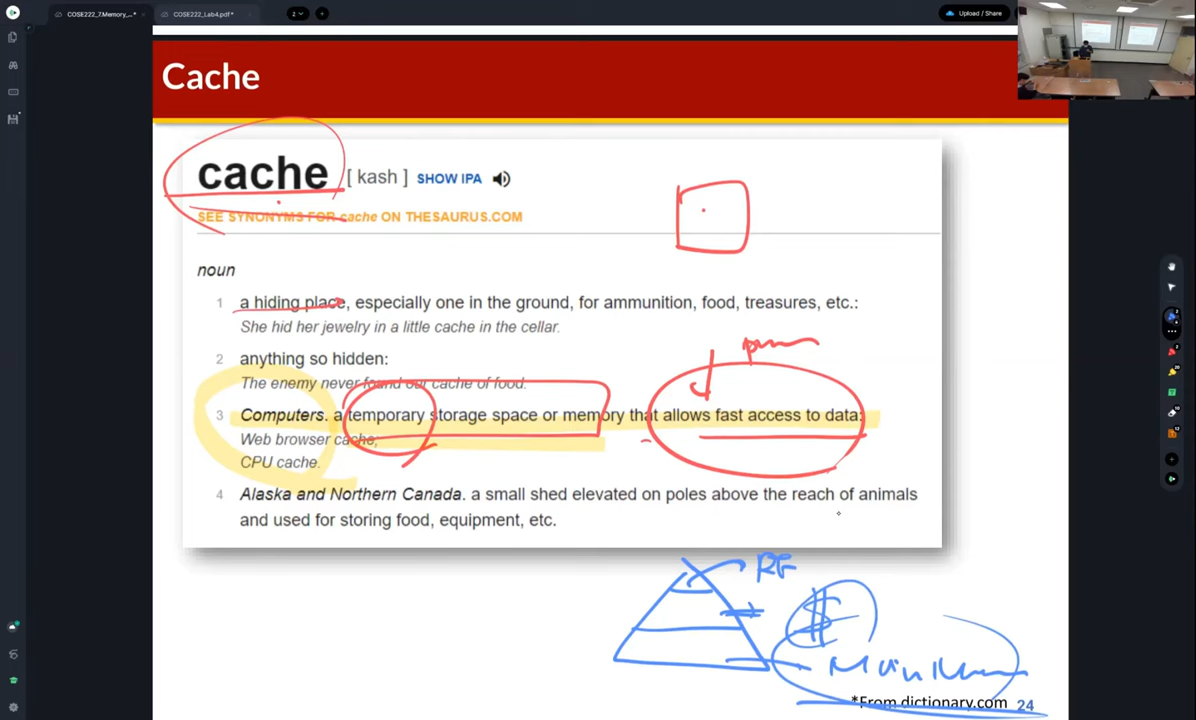 COSE222_7.Memory_...*
COSE222_Lab4.pdf*
2
Upload / Share
Cache
cache [ kash ] SHOW IPA
SEE SYNONYMS FOR cache ON THESAURUS.COM
noun
1 a hiding place, especially one in the ground, for ammunition, food, treasures, etc.:
She hid her jewelry in a little cache in the cellar.
2 anything so hidden:
The enemy never found our cache of food.
3 Computers. a temporary storage space or memory that allows fast access to data:
Web browser cache;
CPU cache.
4 Alaska and Northern Canada. a small shed elevated on poles above the reach of animals
and used for storing food, equipment, etc.
RF
$
Main
*From dictionary.com 24